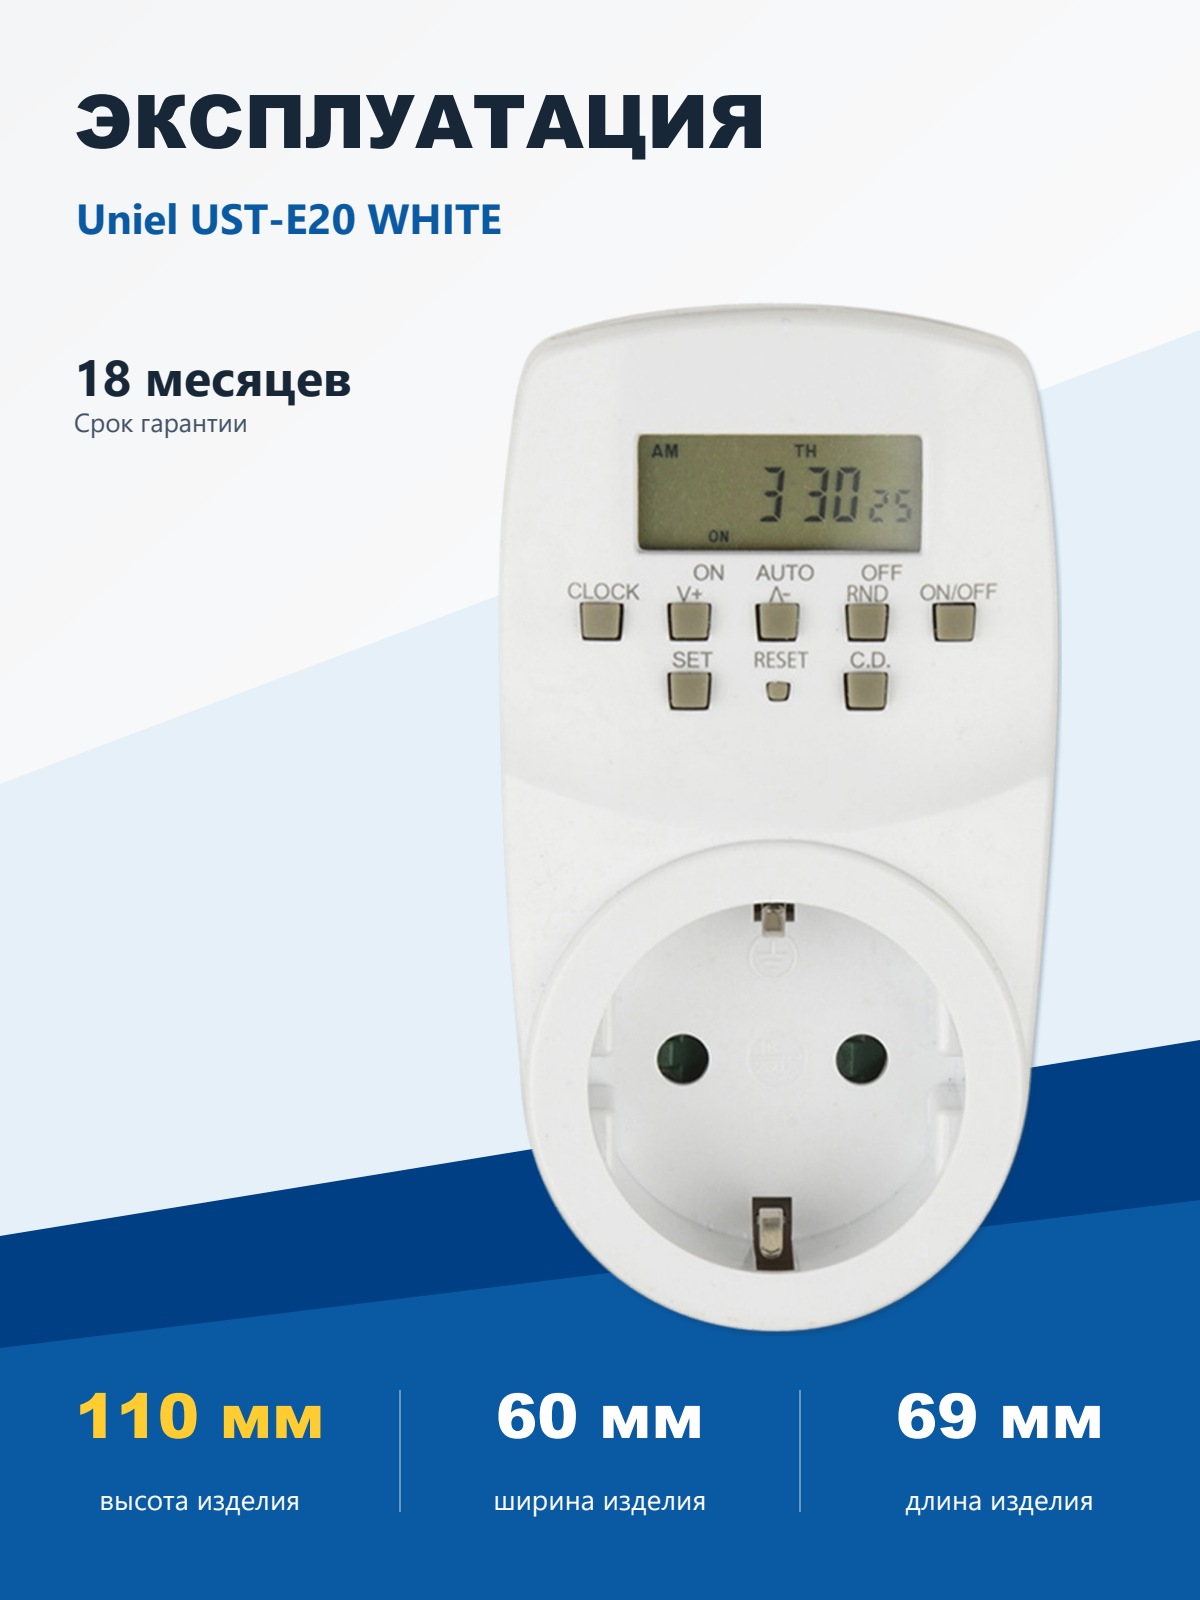 ЭКСПЛУАТАЦИЯ
Uniel UST-E20 WHITE
18 месяцев
Срок гарантии
AM TH
3 30 25
ON
ON AUTO OFF
CLOCK V+ Λ- RND ON/OFF
SET RESET C.D.
110 мм 60 мм 69 мм
высота изделия ширина изделия длина изделия